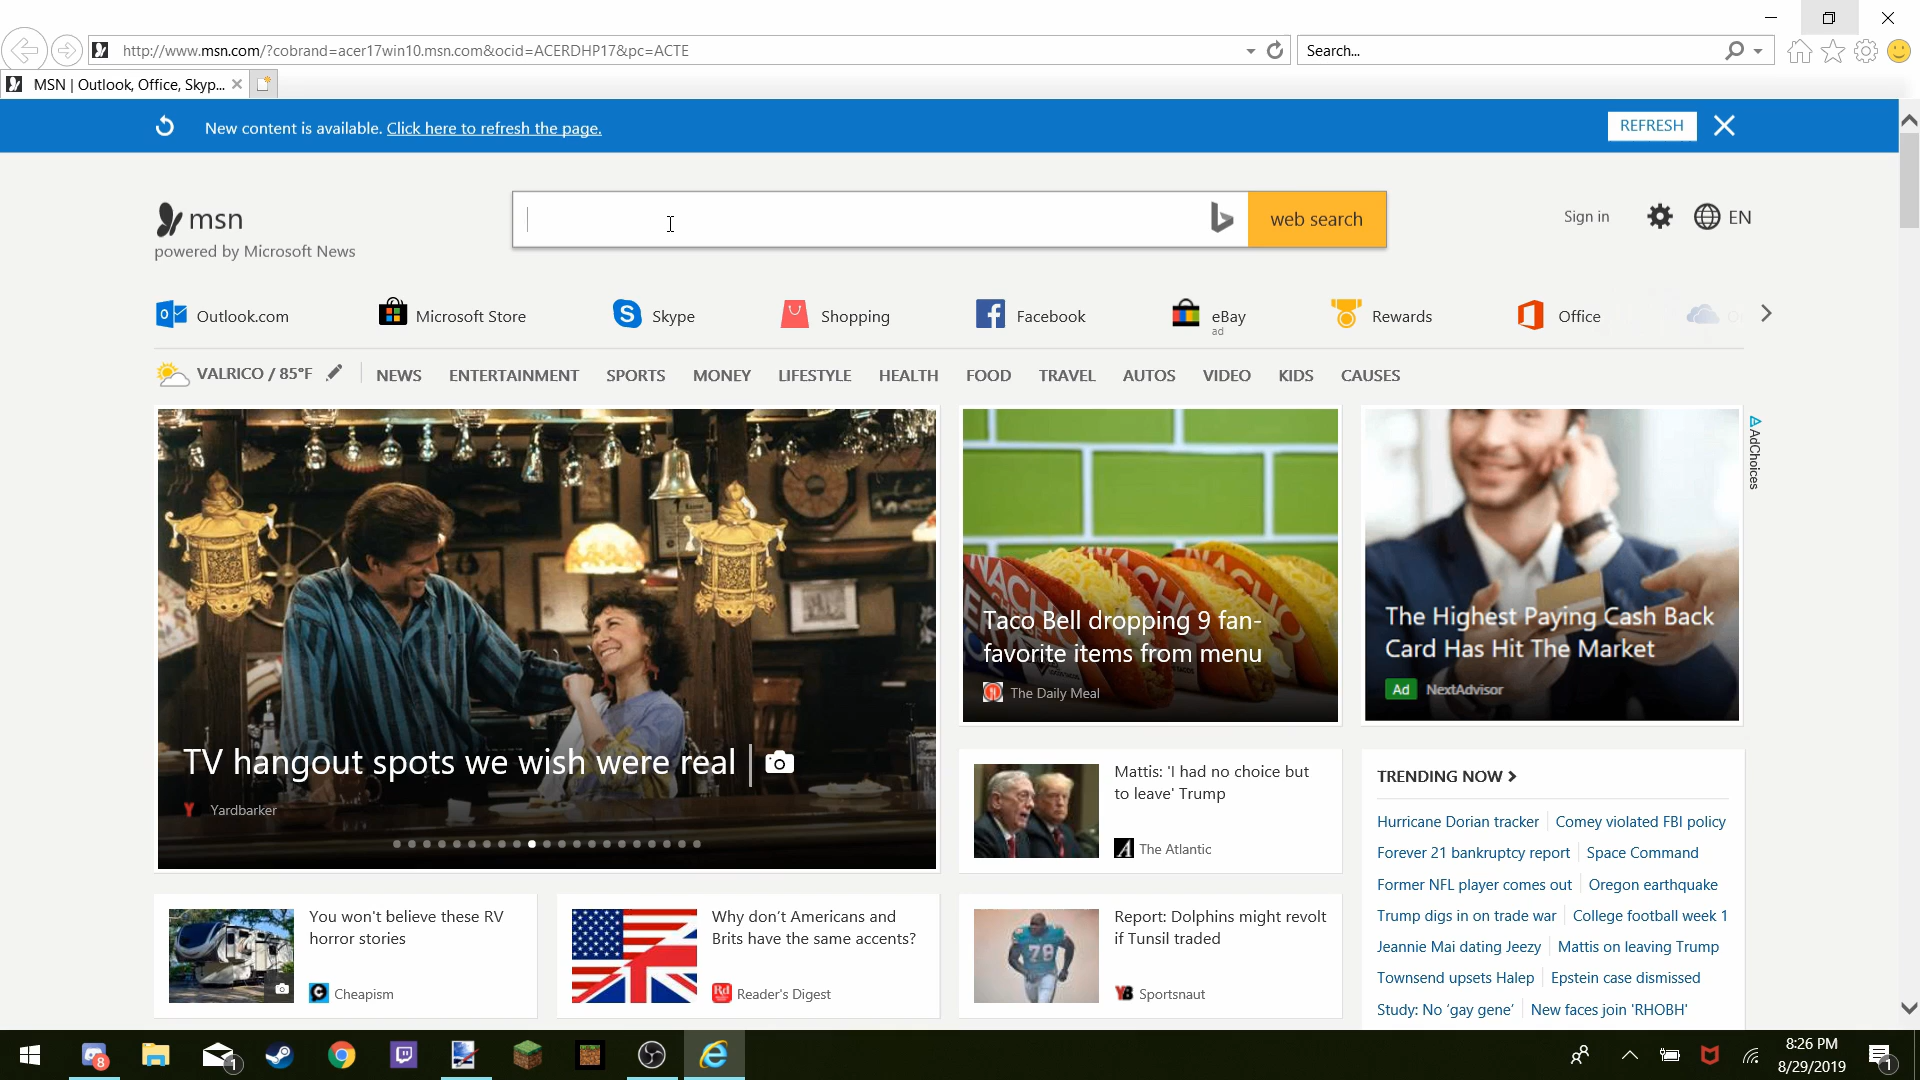 http://www.msn.com/?cobrand=acer17win10.msn.com&ocid=ACERDHP17&pc=ACTE
Search...
MSN | Outlook, Office, Skyp...
New content is available. Click here to refresh the page.
REFRESH
msn
powered by Microsoft News
web search
Sign in
EN
Outlook.com
Microsoft Store
Skype
Shopping
Facebook
eBay
ad
Rewards
Office
VALRICO / 85°F
NEWS
ENTERTAINMENT
SPORTS
MONEY
LIFESTYLE
HEALTH
FOOD
TRAVEL
AUTOS
VIDEO
KIDS
CAUSES
TV hangout spots we wish were real
Yardbarker
Taco Bell dropping 9 fan-
favorite items from menu
The Daily Meal
The Highest Paying Cash Back
Card Has Hit The Market
Ad NextAdvisor
AdChoices
Mattis: 'I had no choice but
to leave' Trump
The Atlantic
TRENDING NOW
Hurricane Dorian tracker
Comey violated FBI policy
Forever 21 bankruptcy report
Space Command
Former NFL player comes out
Oregon earthquake
Trump digs in on trade war
College football week 1
Jeannie Mai dating Jeezy
Mattis on leaving Trump
Townsend upsets Halep
Epstein case dismissed
Study: No ‘gay gene’
New faces join 'RHOBH'
You won't believe these RV
horror stories
Cheapism
Why don’t Americans and
Brits have the same accents?
Reader's Digest
Report: Dolphins might revolt
if Tunsil traded
Sportsnaut
8
1
8:26 PM
8/29/2019
1